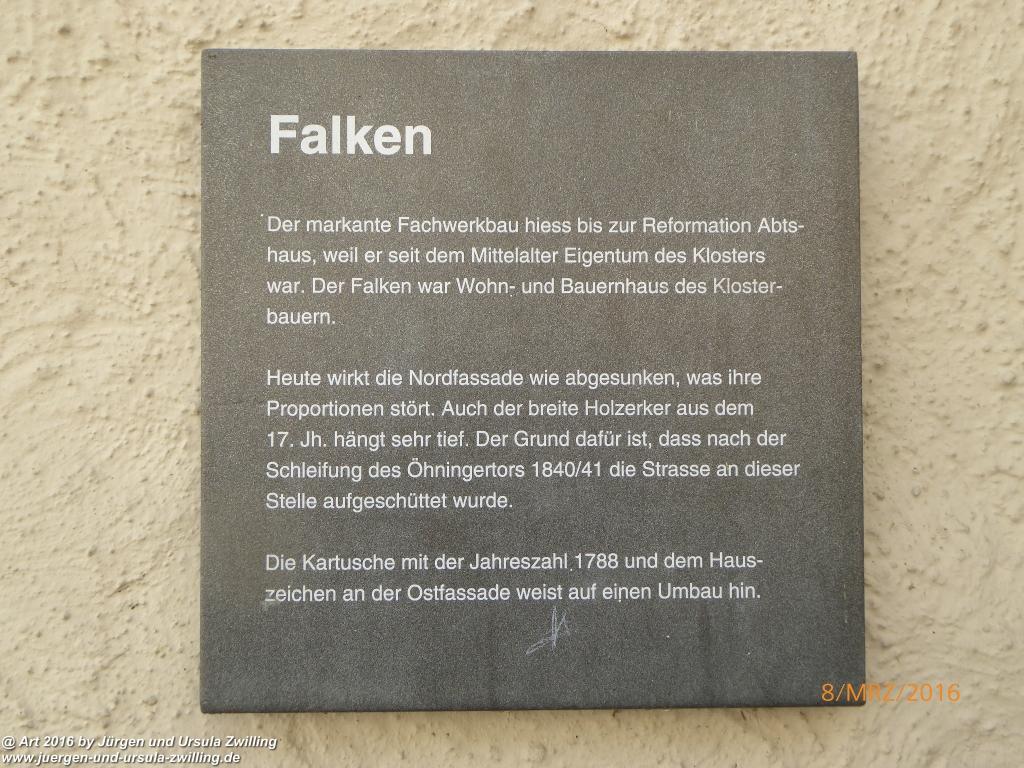 Falken
Der markante Fachwerkbau hiess bis zur Reformation Abts-
haus, weil er seit dem Mittelalter Eigentum des Klosters
war. Der Falken war Wohn- und Bauernhaus des Kloster-
bauern.
Heute wirkt die Nordfassade wie abgesunken, was ihre
Proportionen stört. Auch der breite Holzerker aus dem
17. Jh. hängt sehr tief. Der Grund dafür ist, dass nach der
Schleifung des Öhningertors 1840/41 die Strasse an dieser
Stelle aufgeschüttet wurde.
Die Kartusche mit der Jahreszahl 1788 und dem Haus-
zeichen an der Ostfassade weist auf einen Umbau hin.
8/MRZ/2016
@ Art 2016 by Jürgen und Ursula Zwilling
www.juergen-und-ursula-zwilling.de